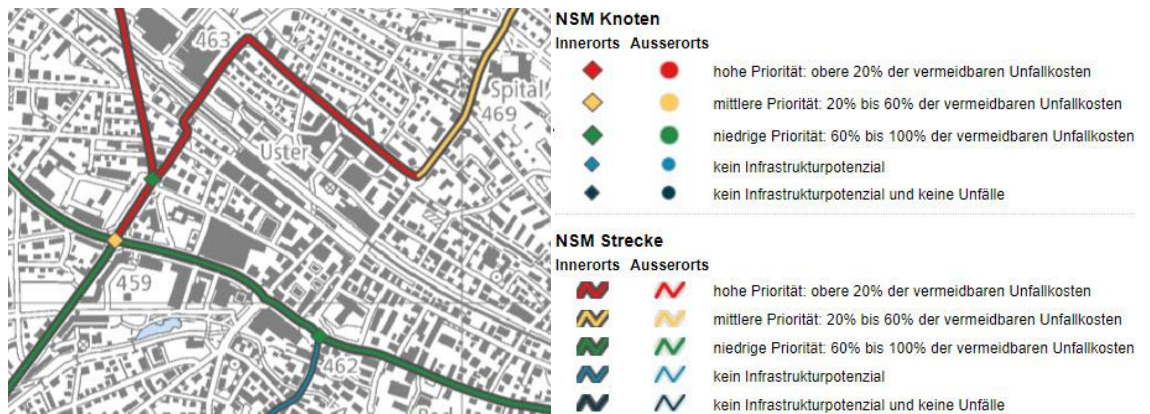 463
Spital
469
Uster
459
462
NSM Knoten
Innerorts Ausserorts
hohe Priorität: obere 20% der vermeidbaren Unfallkosten
mittlere Priorität: 20% bis 60% der vermeidbaren Unfallkosten
niedrige Priorität: 60% bis 100% der vermeidbaren Unfallkosten
kein Infrastrukturpotenzial
kein Infrastrukturpotenzial und keine Unfälle
NSM Strecke
Innerorts Ausserorts
hohe Priorität: obere 20% der vermeidbaren Unfallkosten
mittlere Priorität: 20% bis 60% der vermeidbaren Unfallkosten
niedrige Priorität: 60% bis 100% der vermeidbaren Unfallkosten
kein Infrastrukturpotenzial
kein Infrastrukturpotenzial und keine Unfälle